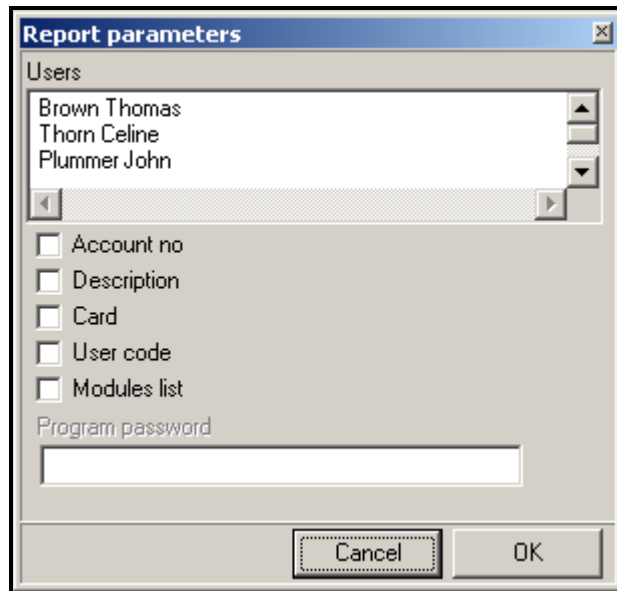 Report parameters
Users
Brown Thomas
Thorn Celine
Plummer John
Account no
Description
Card
User code
Modules list
Program password
Cancel OK